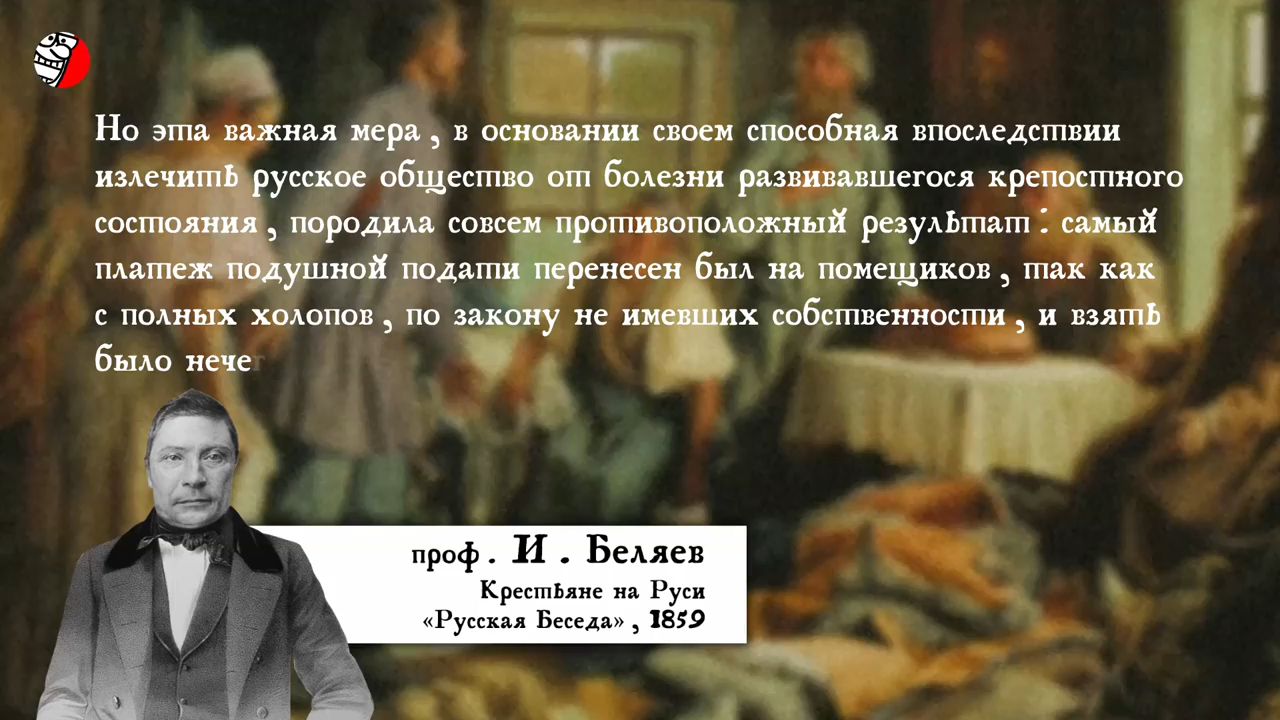 Но эта важная мера, в основании своем способная впоследствии
излечить русское общество от болезни развивавшегося крепостного
состояния, породила совсем противоположный результат: самый
платеж подушной подати перенесен был на помещиков, так как
с полных холопов, по закону не имевших собственности, и взять
было нечег
проф. И. Беляев
Крестьяне на Руси
«Русская Беседа», 1859